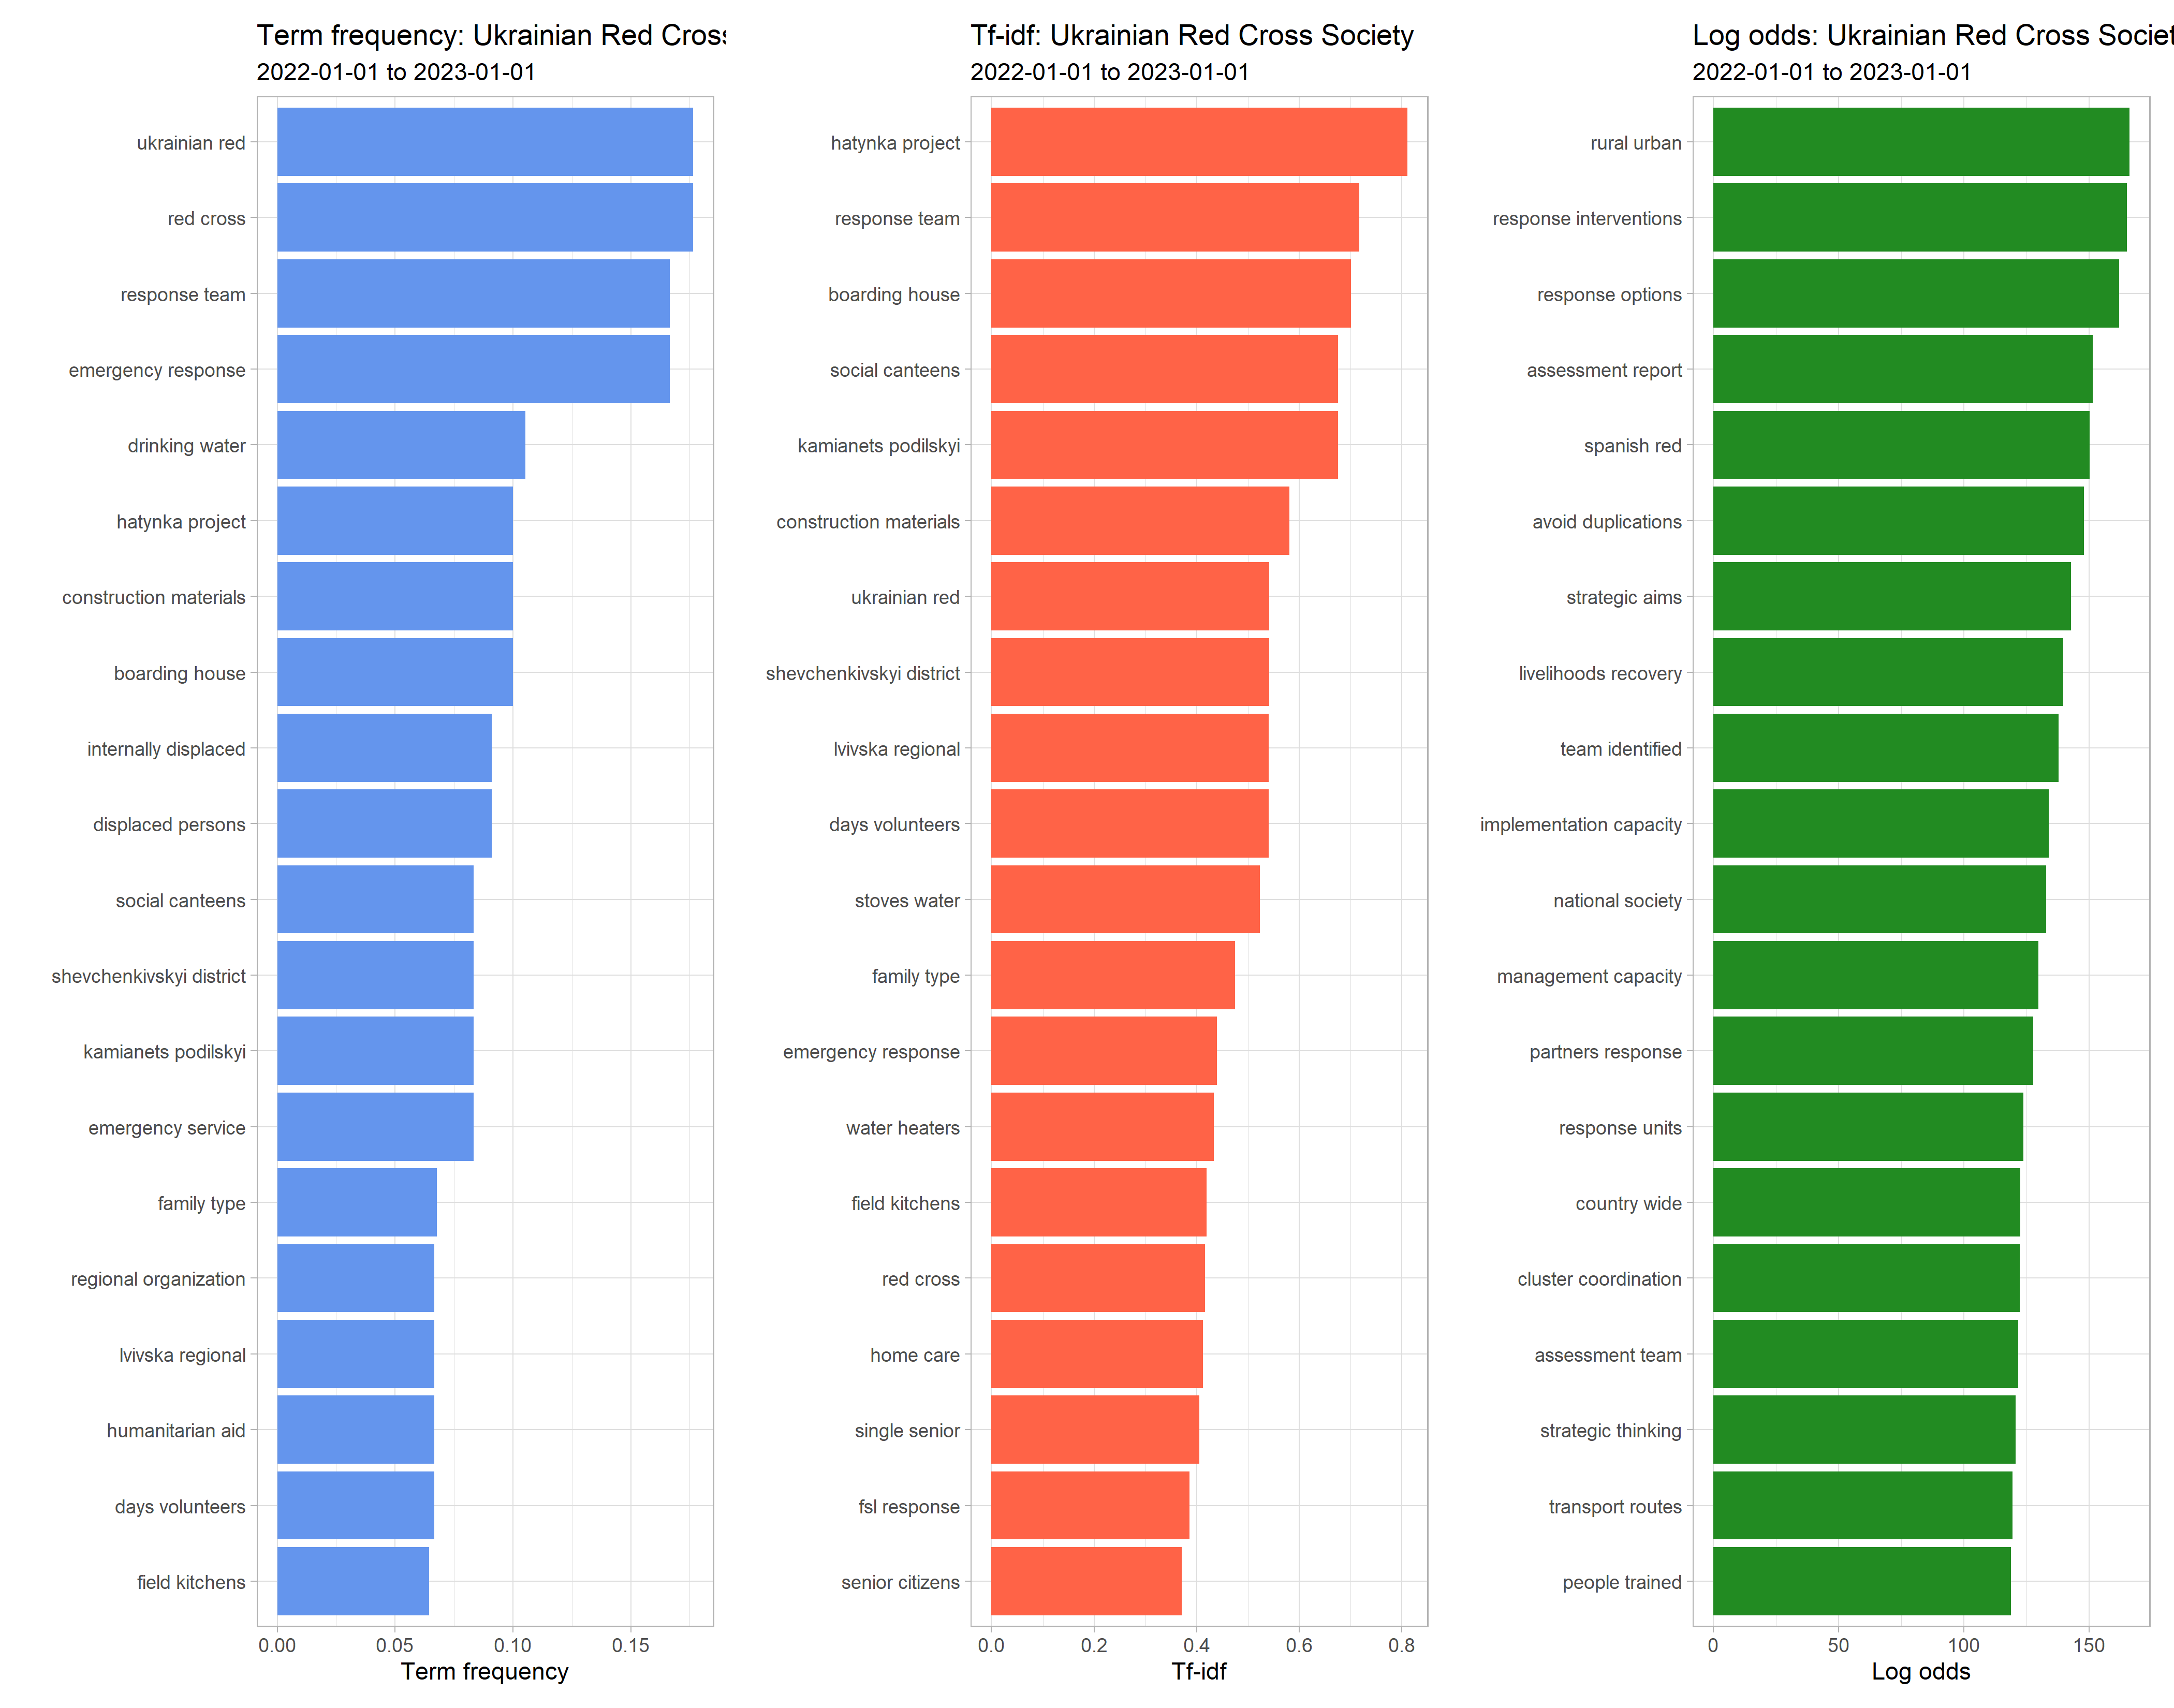 Term frequency: Ukrainian Red Cross
2022-01-01 to 2023-01-01
ukrainian red
red cross
response team
emergency response
drinking water
hatynka project
construction materials
boarding house
internally displaced
displaced persons
social canteens
shevchenkivskyi district
kamianets podilskyi
emergency service
family type
regional organization
lvivska regional
humanitarian aid
days volunteers
field kitchens
0.00 0.05 0.10 0.15
Term frequency
Tf-idf: Ukrainian Red Cross Society
2022-01-01 to 2023-01-01
hatynka project
response team
boarding house
social canteens
kamianets podilskyi
construction materials
ukrainian red
shevchenkivskyi district
lvivska regional
days volunteers
stoves water
family type
emergency response
water heaters
field kitchens
red cross
home care
single senior
fsl response
senior citizens
0.0 0.2 0.4 0.6 0.8
Tf-idf
Log odds: Ukrainian Red Cross Societ
2022-01-01 to 2023-01-01
rural urban
response interventions
response options
assessment report
spanish red
avoid duplications
strategic aims
livelihoods recovery
team identified
implementation capacity
national society
management capacity
partners response
response units
country wide
cluster coordination
assessment team
strategic thinking
transport routes
people trained
0 50 100 150
Log odds